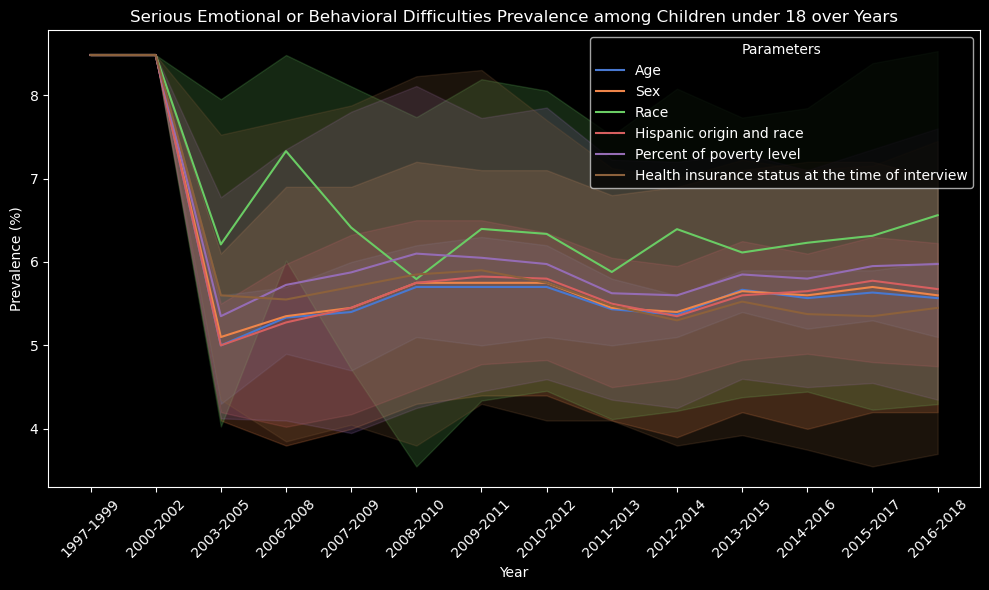 Serious Emotional or Behavioral Difficulties Prevalence among Children under 18 over Years
Parameters
Age
Sex
Race
Hispanic origin and race
Percent of poverty level
Health insurance status at the time of interview
Prevalence (%)
8
7
6
5
4
1997-1999
2000-2002
2003-2005
2006-2008
2007-2009
2008-2010
2009-2011
2010-2012
2011-2013
2012-2014
2013-2015
2014-2016
2015-2017
2016-2018
Year